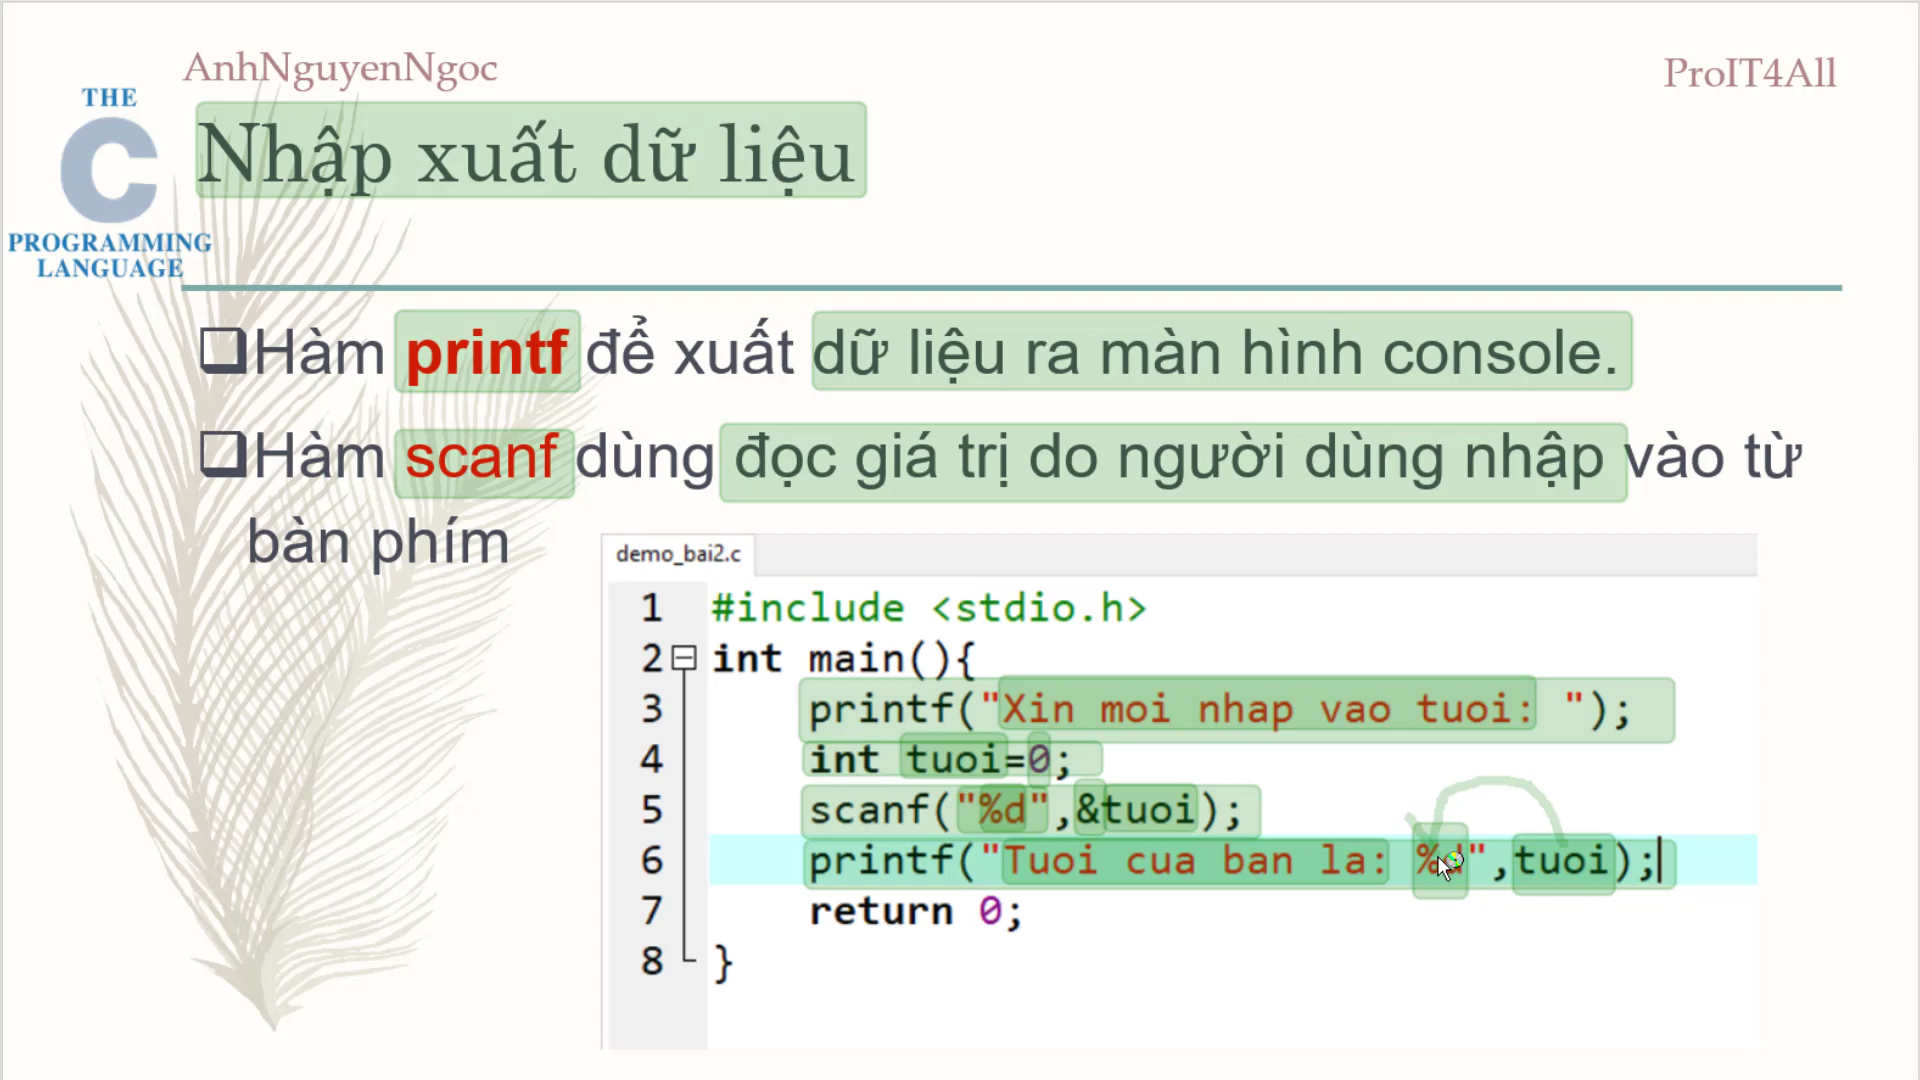 AnhNguyenNgoc
ProIT4All
THE
C
PROGRAMMING
LANGUAGE
Nhập xuất dữ liệu
Hàm printf để xuất dữ liệu ra màn hình console.
Hàm scanf dùng đọc giá trị do người dùng nhập vào từ
bàn phím
demo_bai2.c
1 #include <stdio.h>
2 int main(){
3 printf("Xin moi nhap vao tuoi: ");
4 int tuoi=0;
5 scanf("%d",&tuoi);
6 printf("Tuoi cua ban la: %d",tuoi);
7 return 0;
8 }